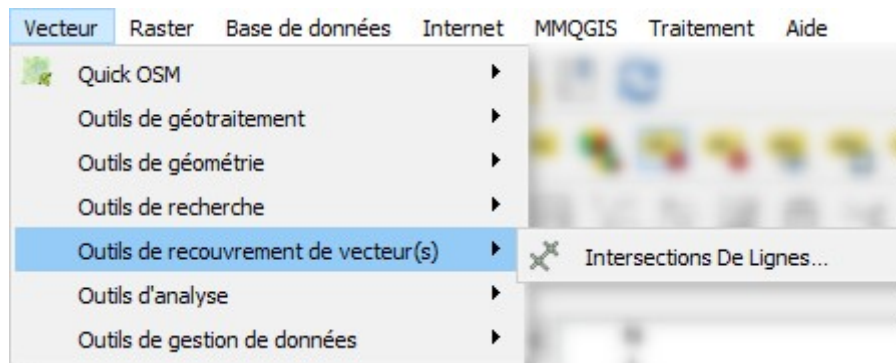 Vecteur Raster Base de données Internet MMQGIS Traitement Aide
Quick OSM
Outils de géotraitement
Outils de géométrie
Outils de recherche
Outils de recouvrement de vecteur(s)
Intersections De Lignes...
Outils d'analyse
Outils de gestion de données